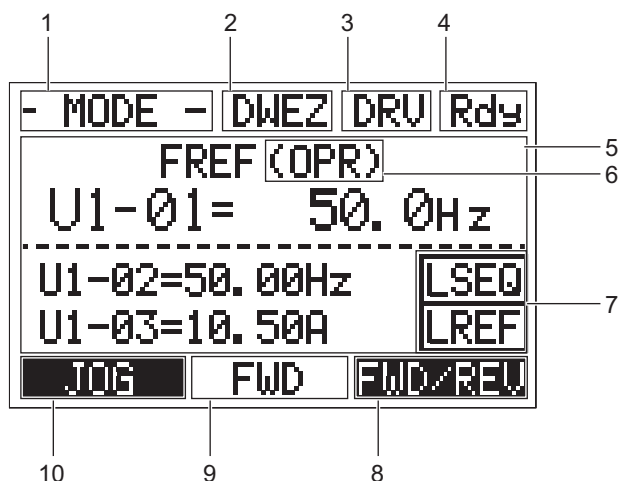 1 2 3 4
- MODE - DWEZ DRV Rdy
5
FREF (OPR)
6
U1-01= 50.0Hz
U1-02=50.00Hz LSEQ
7
U1-03=10.50A LREF
JOG FWD FWD/REV
10 9 8